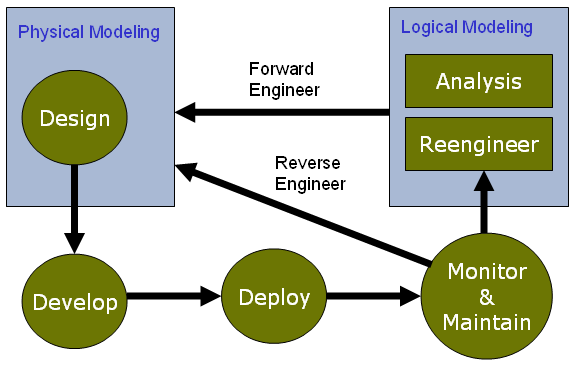 Physical Modeling
Logical Modeling
Forward
Engineer
Analysis
Design
Reengineer
Reverse
Engineer
Develop
Deploy
Monitor
&
Maintain